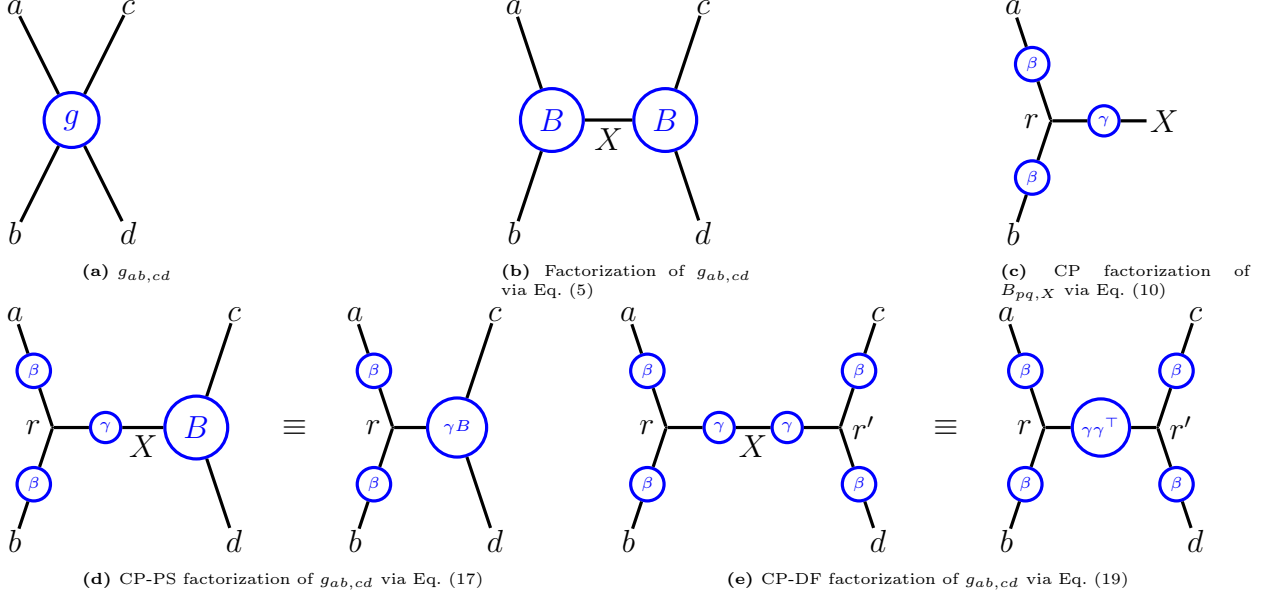 a c
g
b d
(a) g_{ab,cd}
a c
B X B
b d
(b) Factorization of g_{ab,cd}
via Eq. (5)
a
β
r γ X
β
b
(c) CP factorization of
B_{pq,X} via Eq. (10)
a c
β
r γ X B
β
b d
≡
a c
β
r γB
β
b d
(d) CP-PS factorization of g_{ab,cd} via Eq. (17)
a c
β β
r γ X γ r′
β β
b d
≡
a c
β β
r γγ⊤ r′
β β
b d
(e) CP-DF factorization of g_{ab,cd} via Eq. (19)